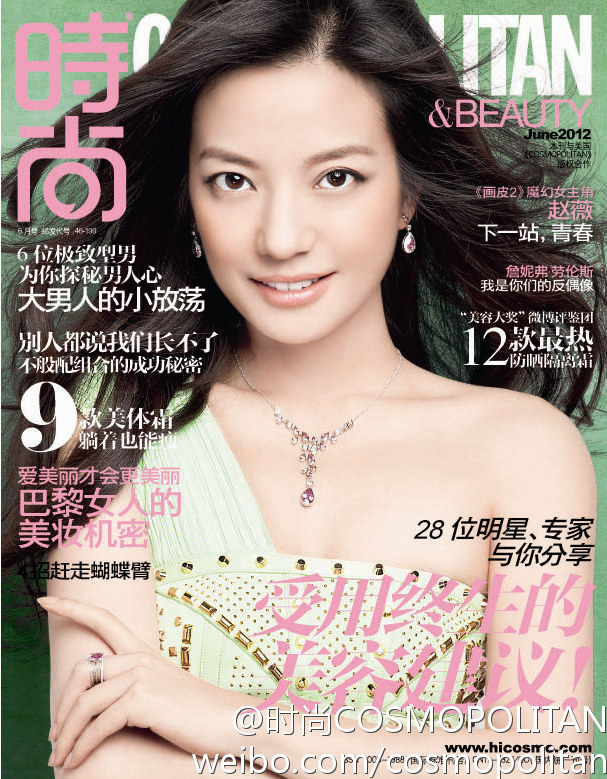 時尚
COSMOPOLITAN
&BEAUTY
June2012
本刊与美国
《COSMOPOLITAN》
版权合作
6月号 邮发代号 46-199
《画皮2》魔幻女主角
赵薇
下一站，青春
詹妮弗·劳伦斯
我是你们的反偶像
“美容大奖”微博评鉴团
12款最热
防晒隔离霜
6位极致型男
为你探秘男人心
大男人的小放荡
别人都说我们长不了
不般配组合的成功秘密
9款美体霜
躺着也能瘦
爱美丽才会更美丽
巴黎女人的
美妆机密
4招赶走蝴蝶臂
28位明星、专家
与你分享
受用终生的
美容建议！
@时尚COSMOPOLITAN
www.hicosmo.com
weibo.com/cosmopolitan